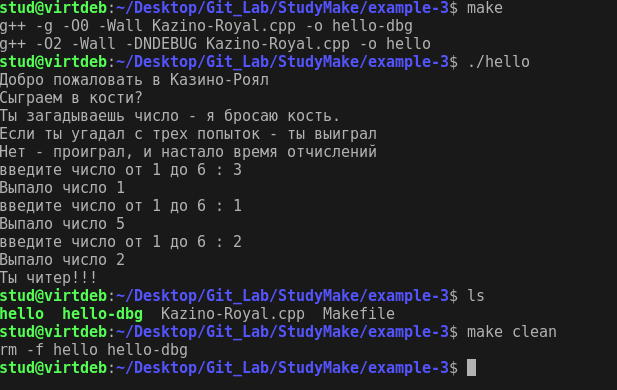 stud@virtdeb:~/Desktop/Git_Lab/StudyMake/example-3$ make
g++ -g -O0 -Wall Kazino-Royal.cpp -o hello-dbg
g++ -O2 -Wall -DNDEBUG Kazino-Royal.cpp -o hello
stud@virtdeb:~/Desktop/Git_Lab/StudyMake/example-3$ ./hello
Добро пожаловать в Казино-Роял
Сыграем в кости?
Ты загадываешь число - я бросаю кость.
Если ты угадал с трех попыток - ты выиграл
Нет - проиграл, и настало время отчислений
введите число от 1 до 6 : 3
Выпало число 1
введите число от 1 до 6 : 1
Выпало число 5
введите число от 1 до 6 : 2
Выпало число 2
Ты читер!!!
stud@virtdeb:~/Desktop/Git_Lab/StudyMake/example-3$ ls
hello  hello-dbg  Kazino-Royal.cpp  Makefile
stud@virtdeb:~/Desktop/Git_Lab/StudyMake/example-3$ make clean
rm -f hello hello-dbg
stud@virtdeb:~/Desktop/Git_Lab/StudyMake/example-3$